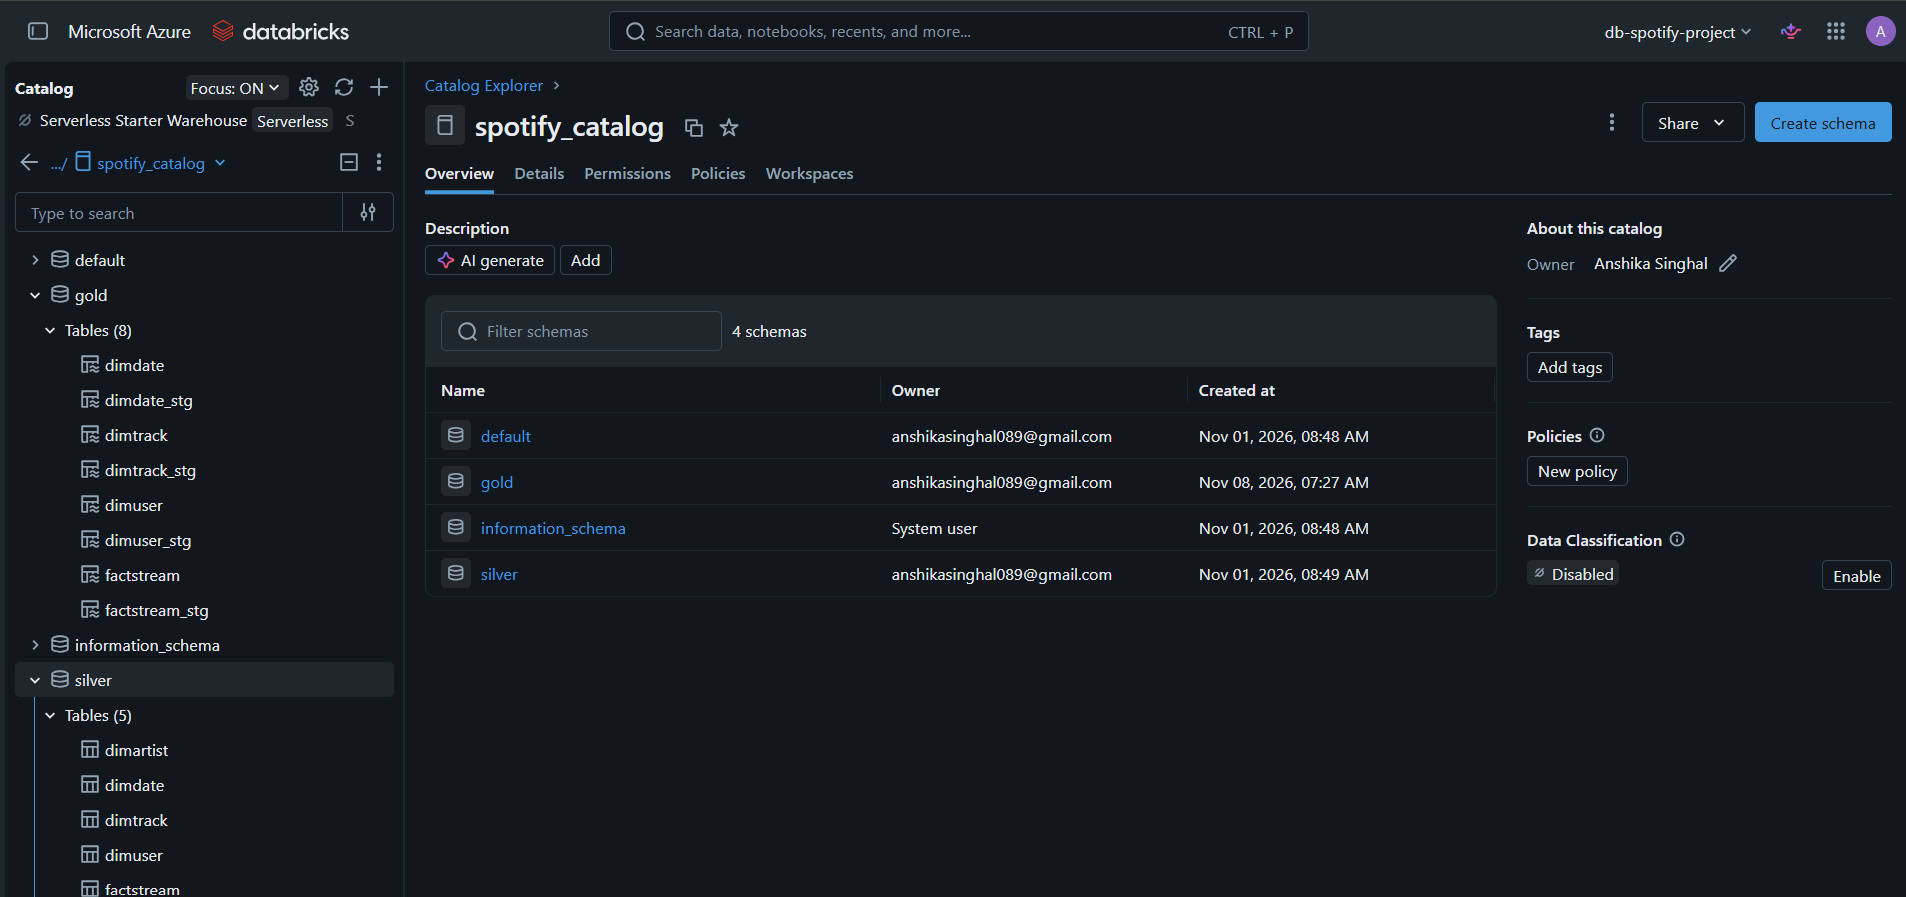 Microsoft Azure databricks
Search data, notebooks, recents, and more... CTRL + P
db-spotify-project A
Catalog Focus: ON
Serverless Starter Warehouse Serverless S
.../ spotify_catalog
Type to search
default
gold
Tables (8)
dimdate
dimdate_stg
dimtrack
dimtrack_stg
dimuser
dimuser_stg
factstream
factstream_stg
information_schema
silver
Tables (5)
dimartist
dimdate
dimtrack
dimuser
factstream
Catalog Explorer ›
spotify_catalog
Share Create schema
Overview Details Permissions Policies Workspaces
Description
AI generate Add
Filter schemas 4 schemas
Name Owner Created at
default anshikasinghal089@gmail.com Nov 01, 2026, 08:48 AM
gold anshikasinghal089@gmail.com Nov 08, 2026, 07:27 AM
information_schema System user Nov 01, 2026, 08:48 AM
silver anshikasinghal089@gmail.com Nov 01, 2026, 08:49 AM
About this catalog
Owner Anshika Singhal
Tags
Add tags
Policies
New policy
Data Classification
Disabled Enable